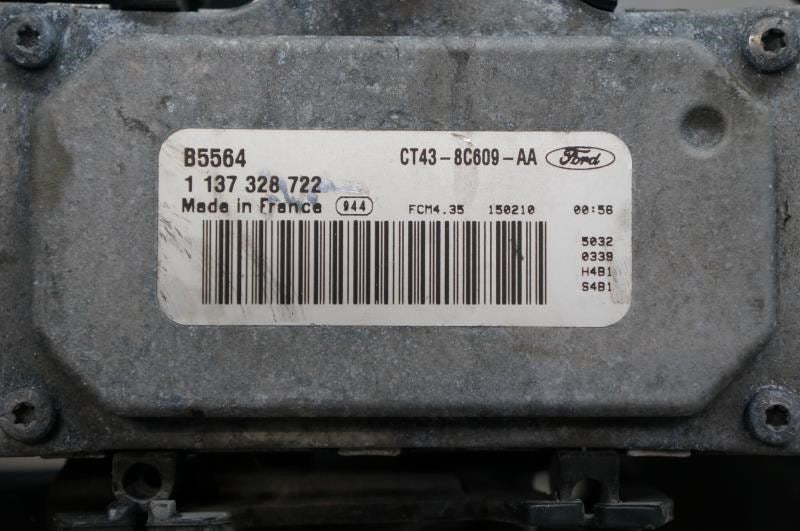 B5564 CT43-8C609-AA Ford
1 137 328 722
Made in France 944 FCM4.35 150210 00:56
5032
0339
H4B1
S4B1